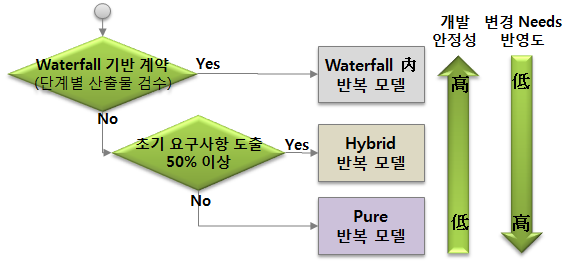 개발
안정성
변경 Needs
반영도
Waterfall 기반 계약
(단계별 산출물 검수)
Yes
Waterfall 內
반복 모델
高
低
No
초기 요구사항 도출
50% 이상
Yes
Hybrid
반복 모델
No
Pure
반복 모델
低
高